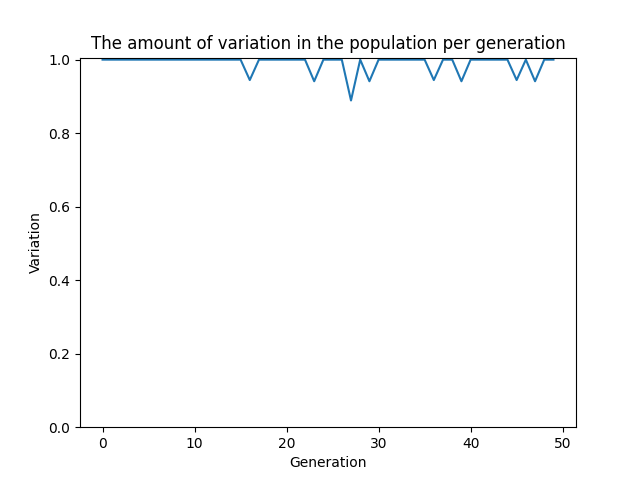 The amount of variation in the population per generation
1.0
0.8
0.6
0.4
0.2
0.0
Variation
0 10 20 30 40 50
Generation